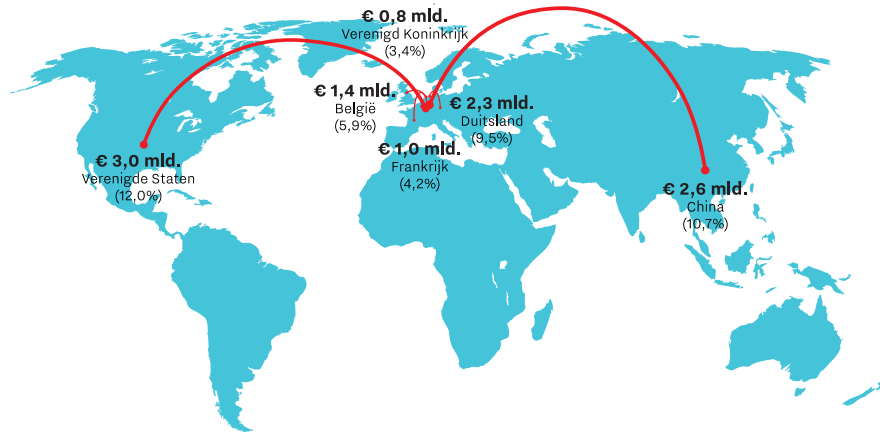 € 0,8 mld.
Verenigd Koninkrijk
(3,4%)
€ 1,4 mld.
België
(5,9%)
€ 2,3 mld.
Duitsland
(9,5%)
€ 3,0 mld.
Verenigde Staten
(12,0%)
€ 1,0 mld.
Frankrijk
(4,2%)
€ 2,6 mld.
China
(10,7%)